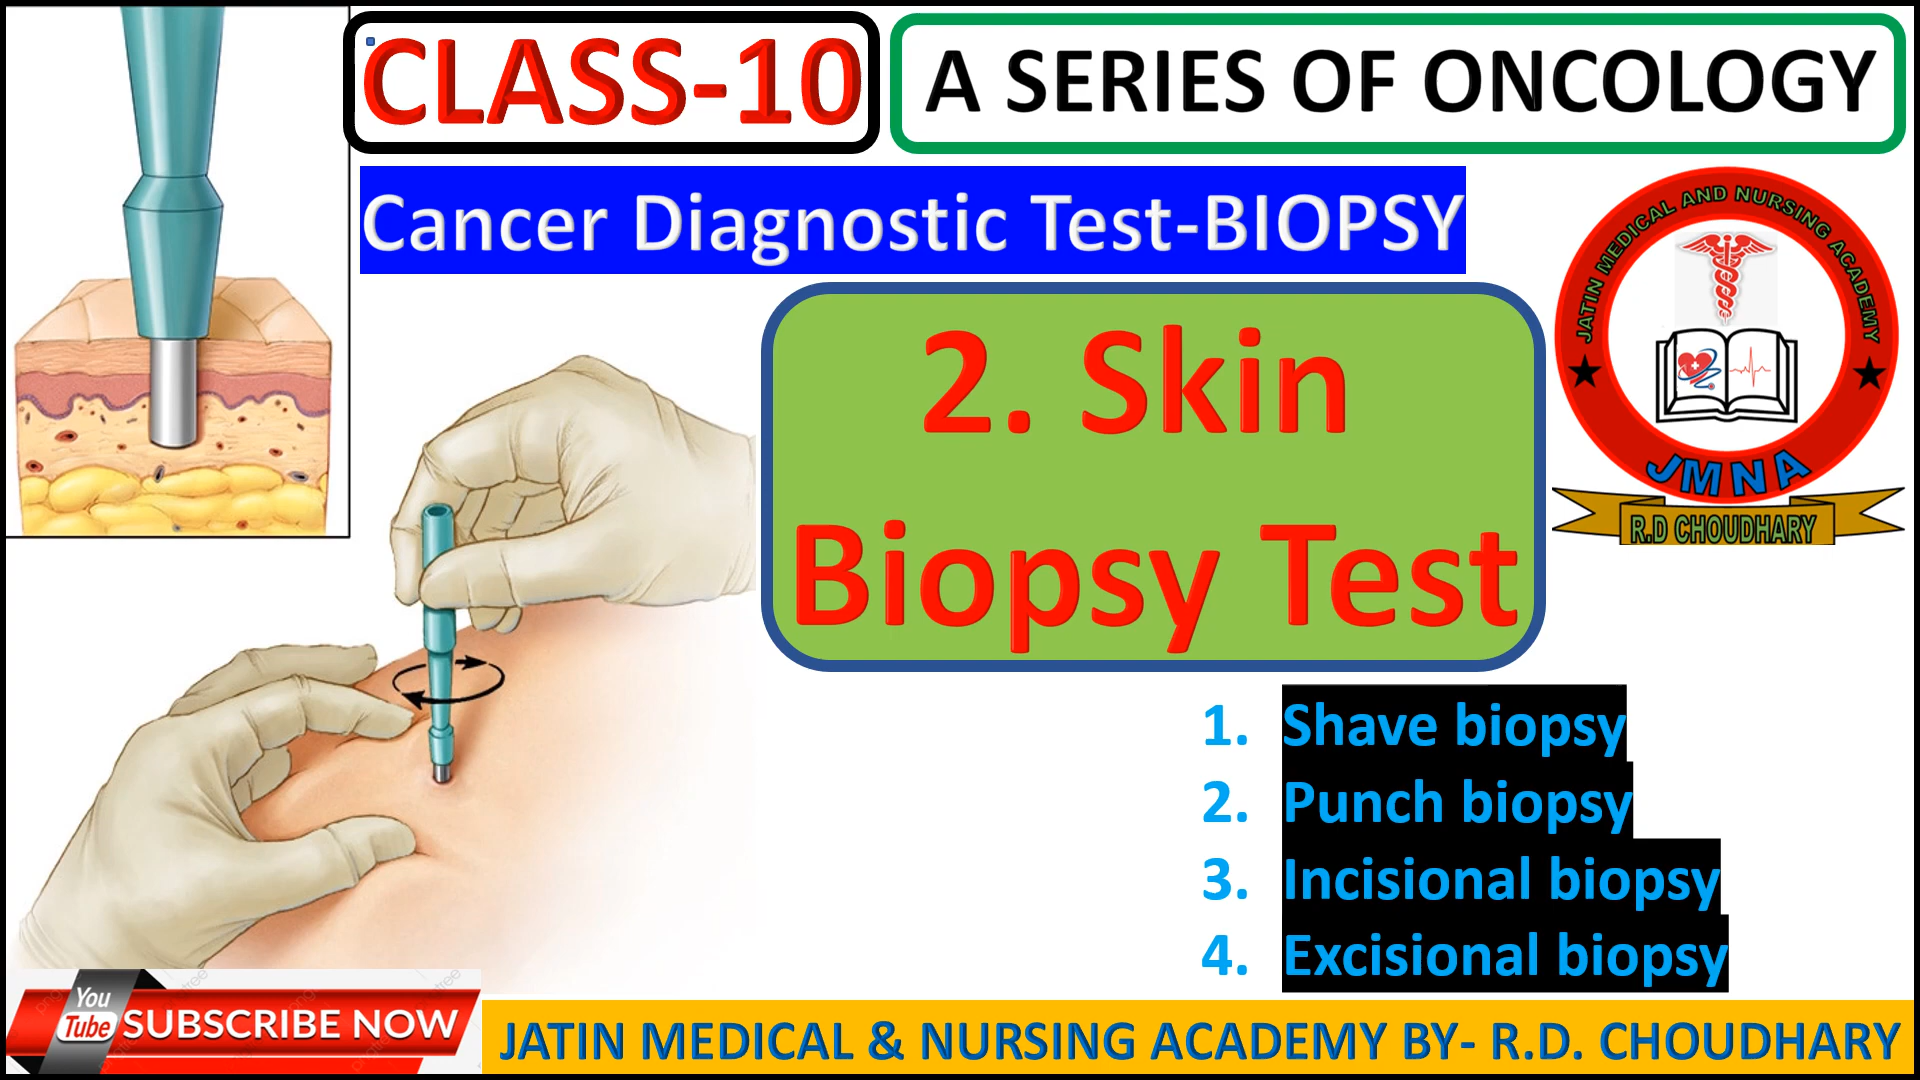 CLASS-10
A SERIES OF ONCOLOGY
Cancer Diagnostic Test-BIOPSY
JATIN MEDICAL AND NURSING ACADEMY
JMNA
R.D CHOUDHARY
2. Skin
Biopsy Test
1. Shave biopsy
2. Punch biopsy
3. Incisional biopsy
4. Excisional biopsy
You
Tube
SUBSCRIBE NOW
JATIN MEDICAL & NURSING ACADEMY BY- R.D. CHOUDHARY